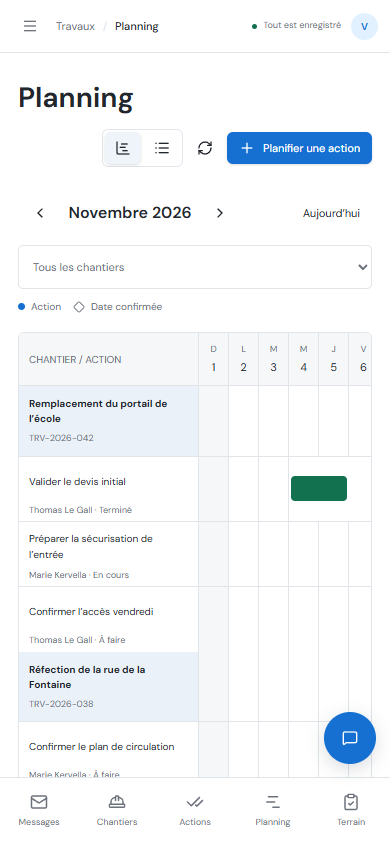 Travaux / Planning
Tout est enregistré
V
Planning
Planifier une action
Novembre 2026
Aujourd'hui
Tous les chantiers
Action
Date confirmée
CHANTIER / ACTION
D L M M J V
1 2 3 4 5 6
Remplacement du portail de
l'école
TRV-2026-042
Valider le devis initial
Thomas Le Gall · Terminé
Préparer la sécurisation de
l'entrée
Marie Kervella · En cours
Confirmer l'accès vendredi
Thomas Le Gall · À faire
Réfection de la rue de la
Fontaine
TRV-2026-038
Confirmer le plan de circulation
Marie Kervella · À faire
Messages
Chantiers
Actions
Planning
Terrain